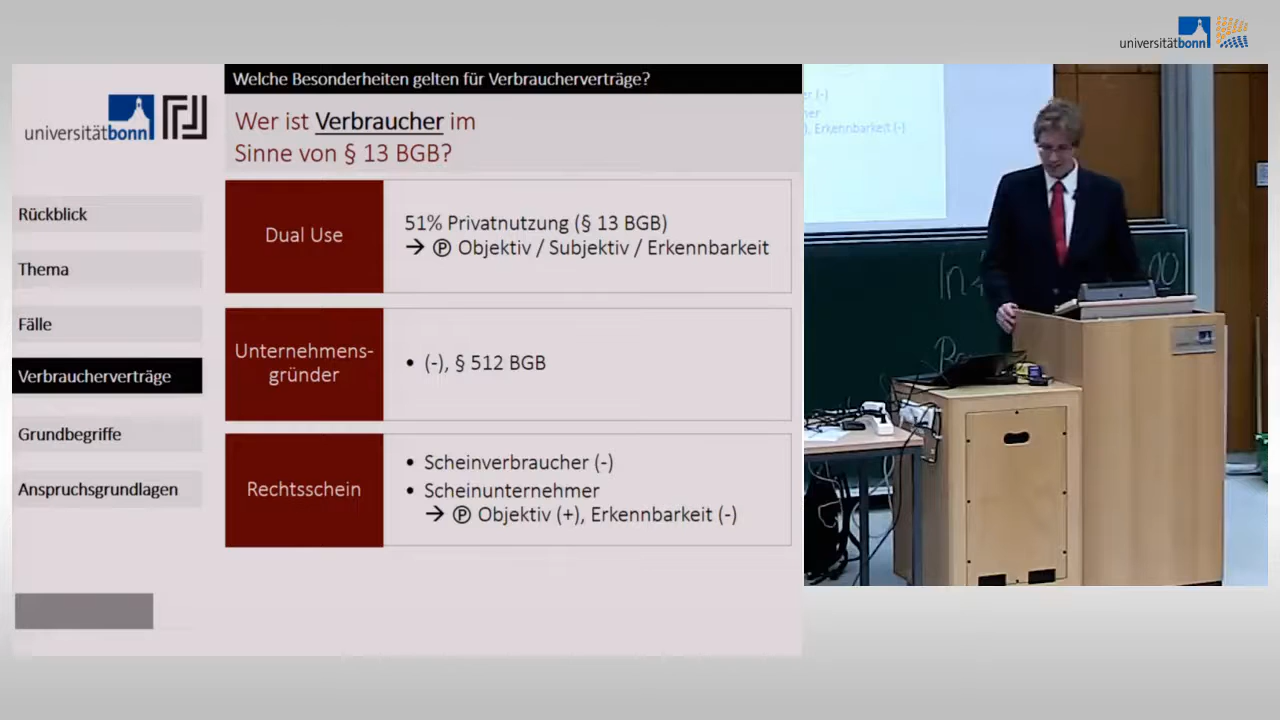 universitätbonn
Welche Besonderheiten gelten für Verbraucherverträge?
universitätbonn
Wer ist Verbraucher im
Sinne von § 13 BGB?
Rückblick
Thema
Fälle
Verbraucherverträge
Grundbegriffe
Anspruchsgrundlagen
Dual Use
51% Privatnutzung (§ 13 BGB)
→ Ⓟ Objektiv / Subjektiv / Erkennbarkeit
Unternehmens-
gründer
• (-), § 512 BGB
Rechtsschein
• Scheinverbraucher (-)
• Scheinunternehmer
→ Ⓟ Objektiv (+), Erkennbarkeit (-)
(-)
, Erkennbarkeit (-)